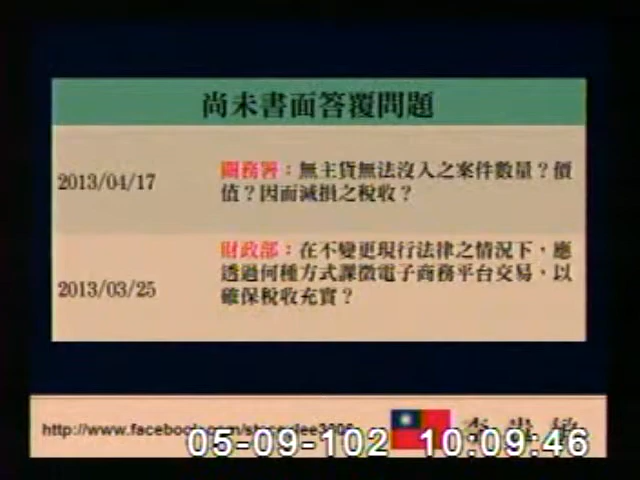 尚未書面答覆問題
2013/04/17
關務署：無主貨無法沒入之案件數量？價
值？因而減損之稅收？
2013/03/25
財政部：在不變更現行法律之情況下，應
透過何種方式課徵電子商務平台交易，以
確保稅收充實？
http://www.facebook.com/
05-09-102 10:09:46